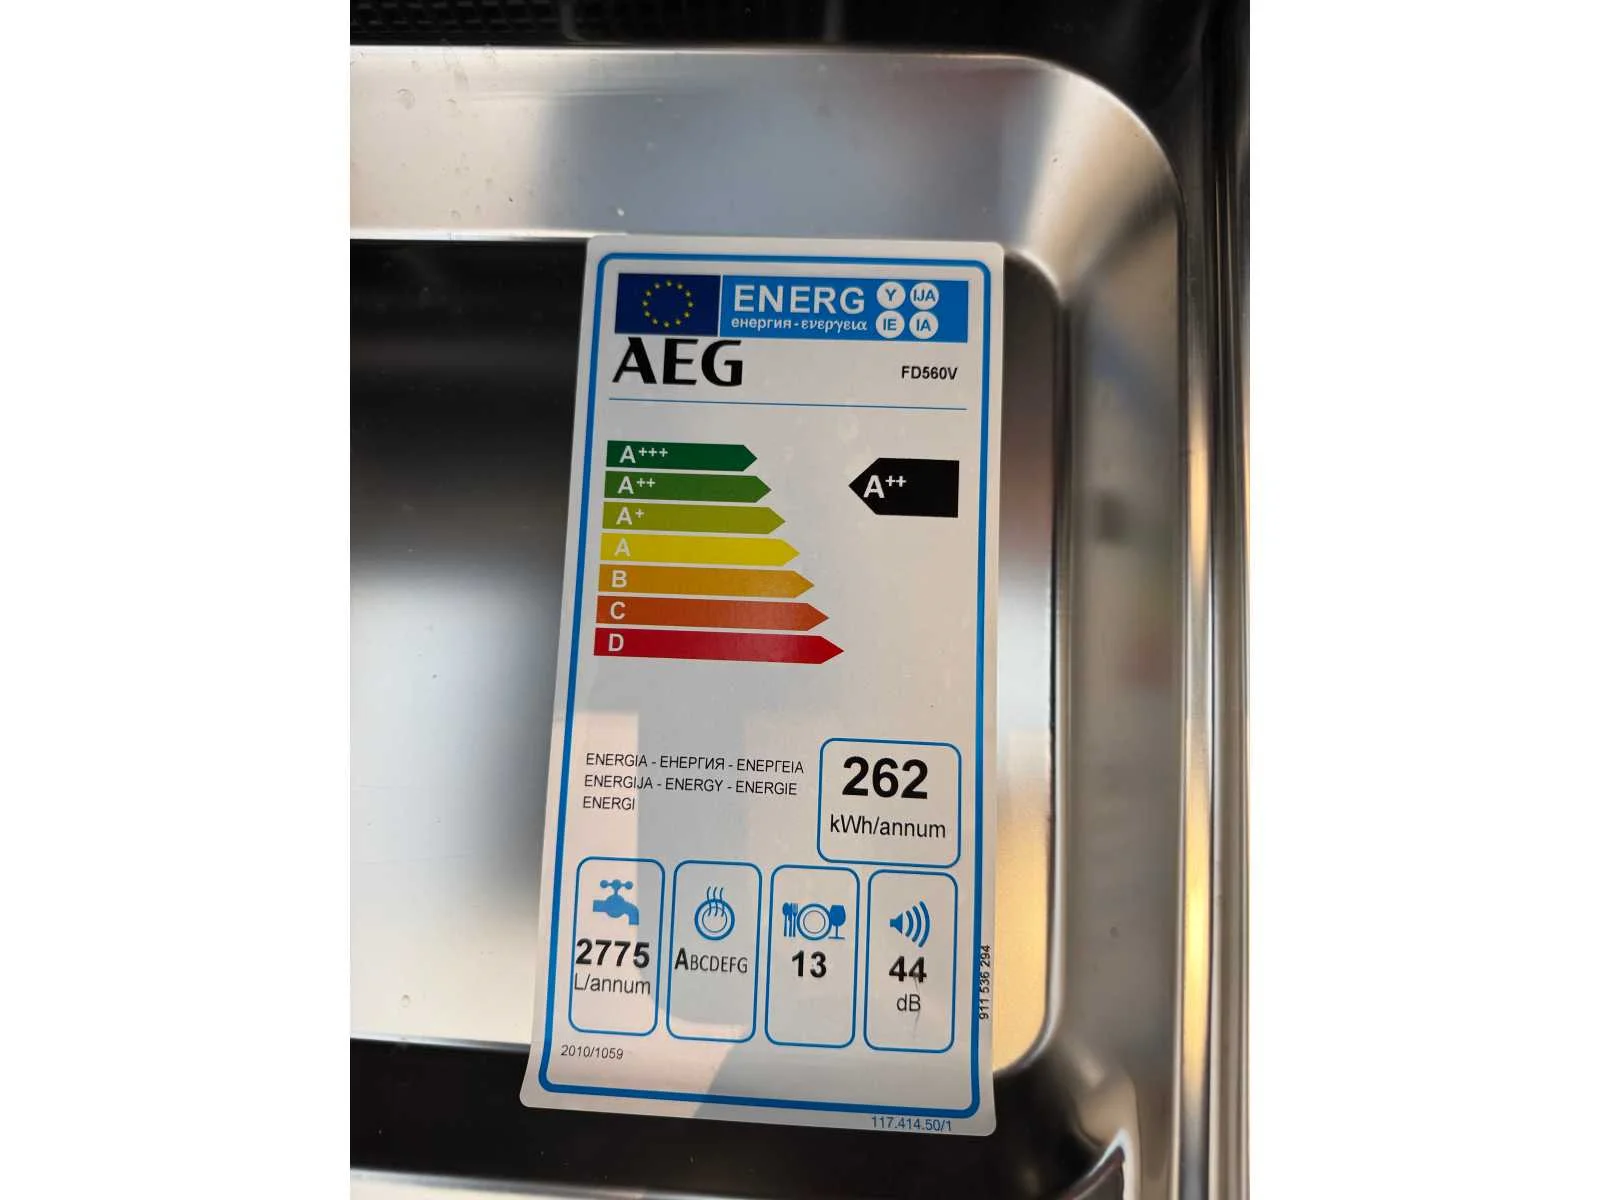 ENERG Y IJA
енергия - ενεργεια IE IA
AEG
FD560V
A+++
A++
A++
A+
A
B
C
D
ENERGIA - ЕНЕРГИЯ - ΕΝΕΡΓΕΙΑ
ENERGIJA - ENERGY - ENERGIE
ENERGI
262
kWh/annum
2775
L/annum
ABCDEFG
13
44
dB
911 536 294
2010/1059
117.414.50/1